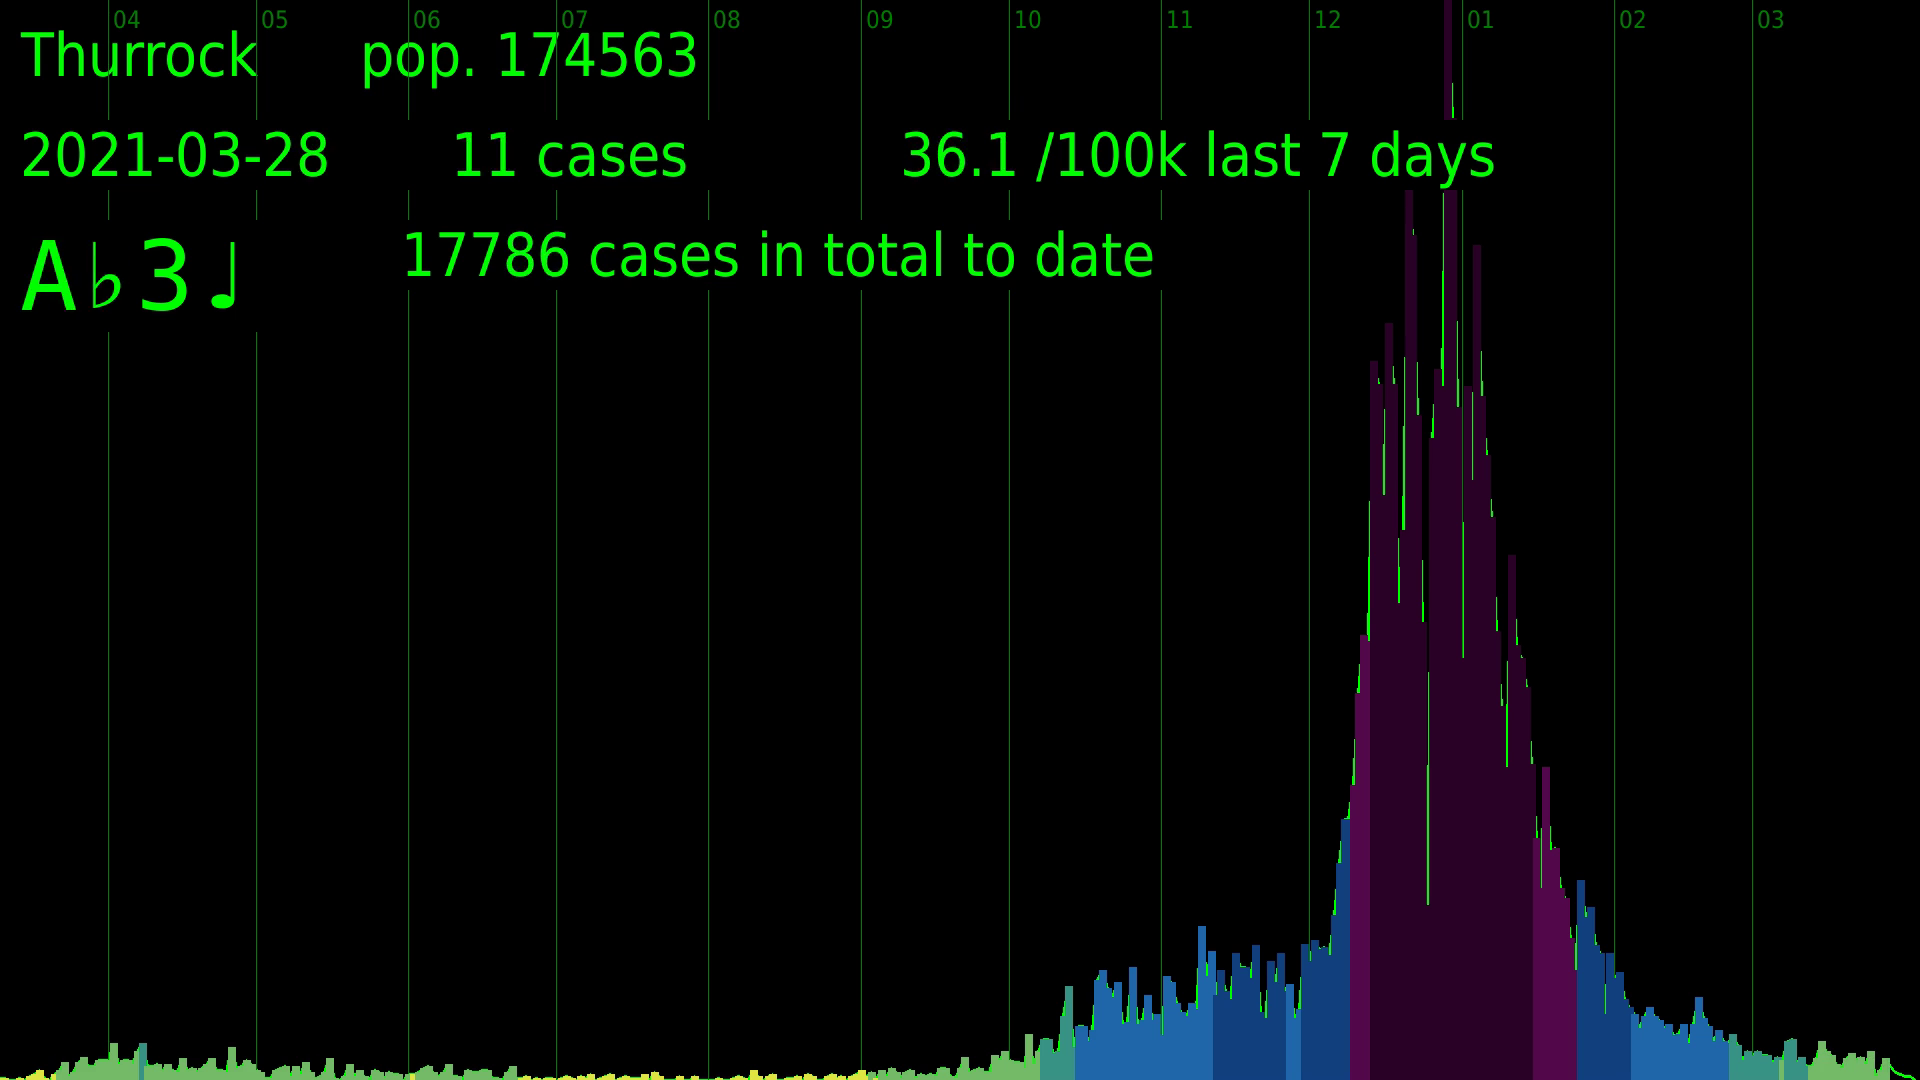 04 05 06 07 08 09 10 11 12 01 02 03
Thurrock pop. 174563
2021-03-28 11 cases 36.1 /100k last 7 days
A♭3♩ 17786 cases in total to date